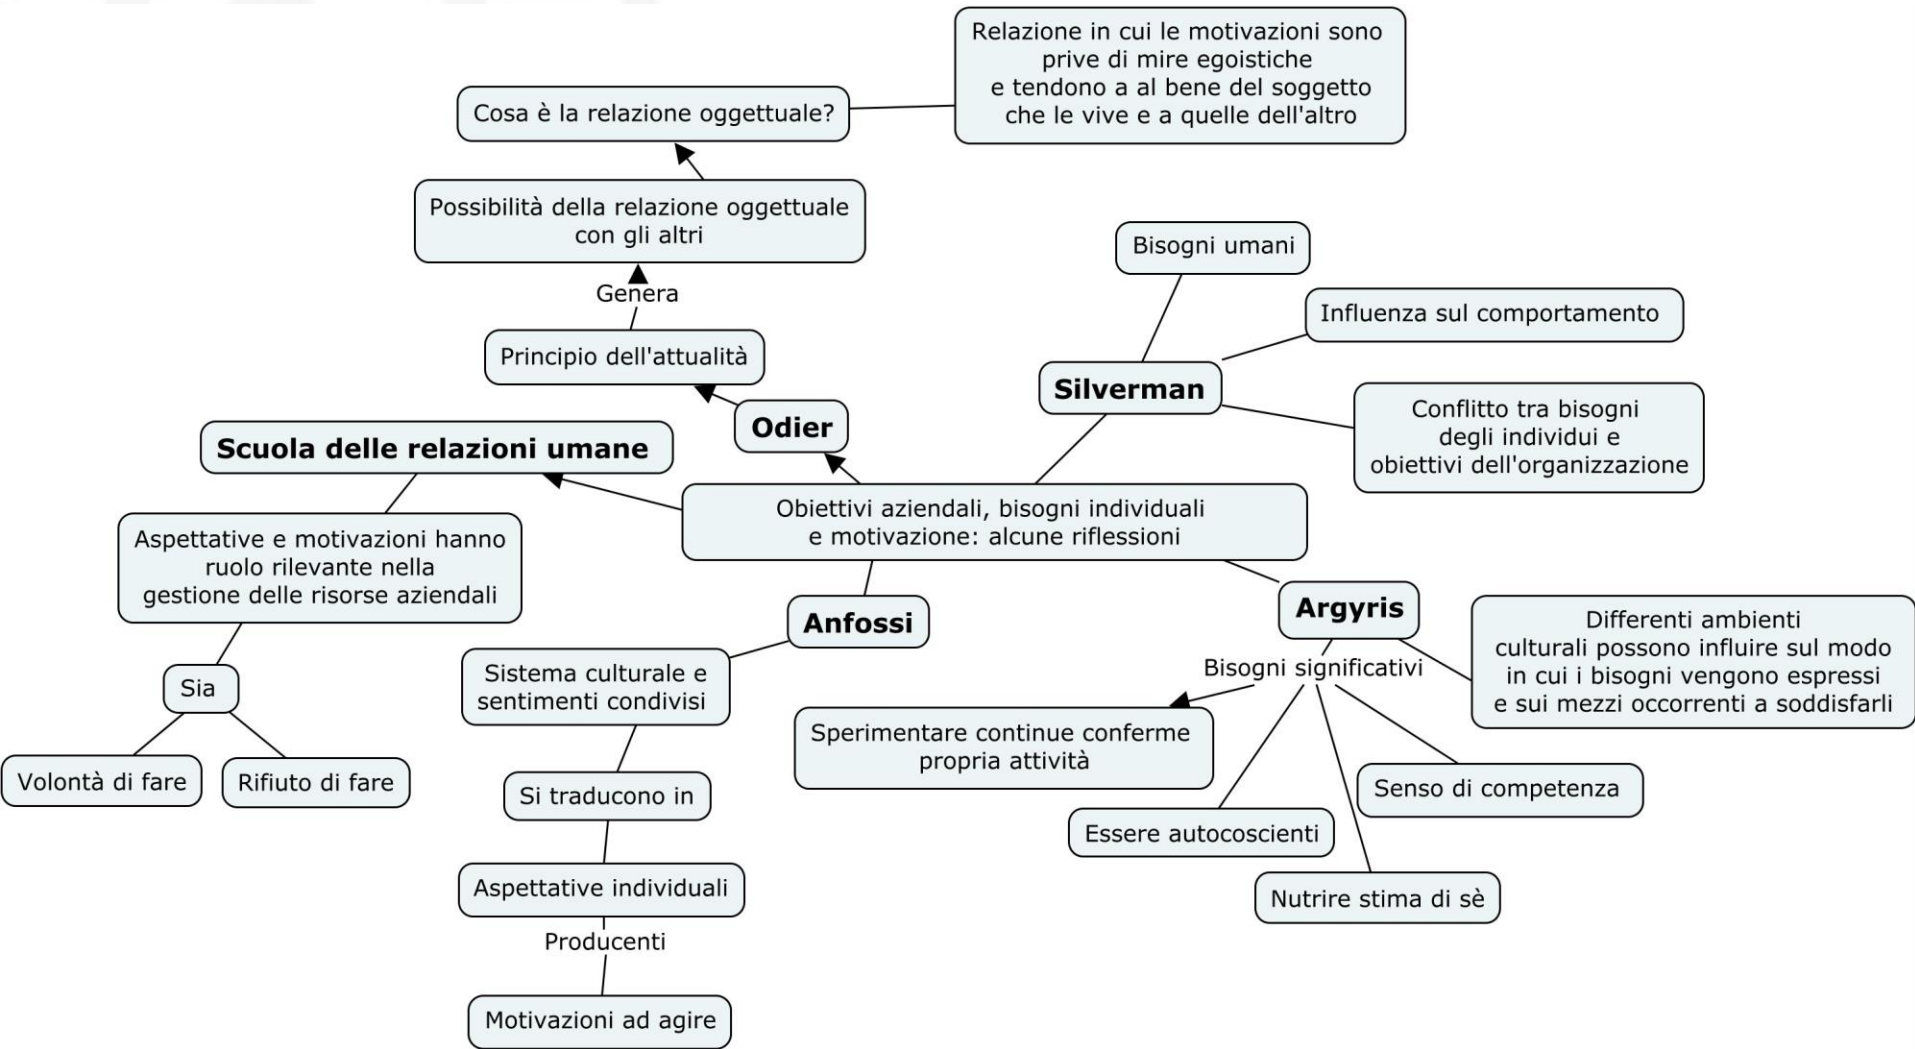 Relazione in cui le motivazioni sono
prive di mire egoistiche
e tendono a al bene del soggetto
che le vive e a quelle dell'altro
Cosa è la relazione oggettuale?
Possibilità della relazione oggettuale
con gli altri
Genera
Principio dell'attualità
Odier
Bisogni umani
Influenza sul comportamento
Silverman
Conflitto tra bisogni
degli individui e
obiettivi dell'organizzazione
Scuola delle relazioni umane
Obiettivi aziendali, bisogni individuali
e motivazione: alcune riflessioni
Aspettative e motivazioni hanno
ruolo rilevante nella
gestione delle risorse aziendali
Sia
Volontà di fare
Rifiuto di fare
Anfossi
Sistema culturale e
sentimenti condivisi
Si traducono in
Aspettative individuali
Producenti
Motivazioni ad agire
Argyris
Differenti ambienti
culturali possono influire sul modo
in cui i bisogni vengono espressi
e sui mezzi occorrenti a soddisfarli
Bisogni significativi
Sperimentare continue conferme
propria attività
Essere autocoscienti
Nutrire stima di sè
Senso di competenza